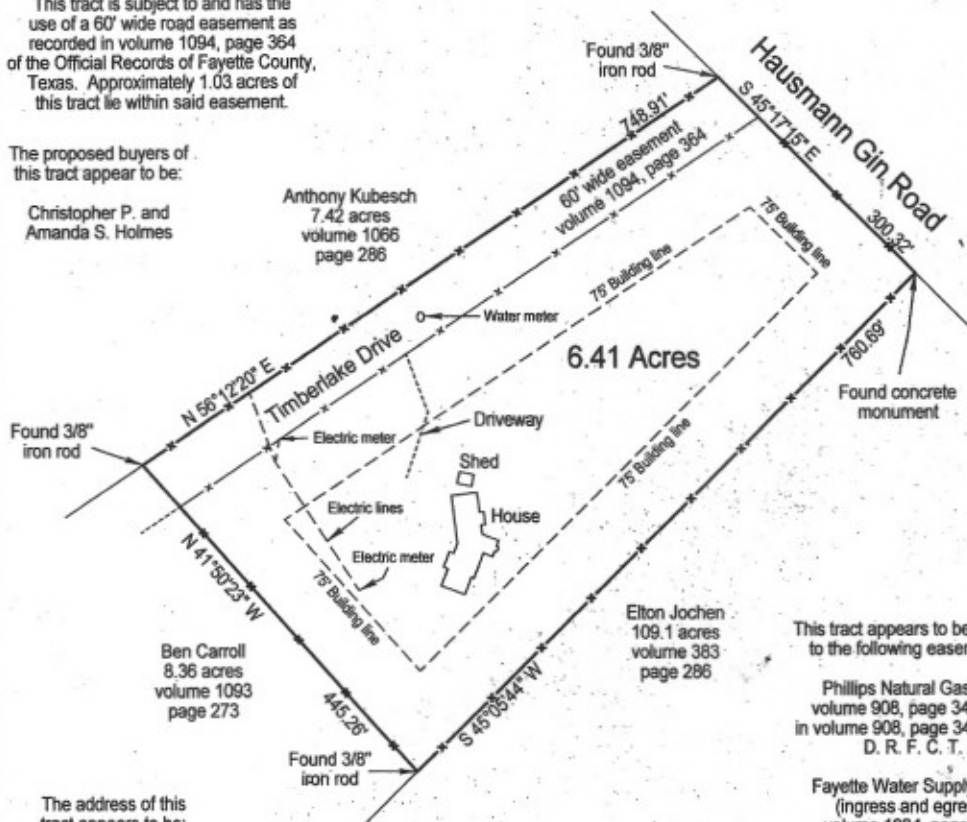 This tract is subject to and has the
use of a 60' wide road easement as
recorded in volume 1094, page 364
of the Official Records of Fayette County,
Texas. Approximately 1.03 acres of
this tract lie within said easement.
Found 3/8"
iron rod
Hausmann Gin Road
S 45°17'15" E
300.32'
748.91'
60' wide easement
volume 1094, page 364
The proposed buyers of
this tract appear to be:
Christopher P. and
Amanda S. Holmes
Anthony Kubesch
7.42 acres
volume 1066
page 286
75' Building line
75' Building line
Water meter
6.41 Acres
760.69'
Found concrete
monument
N 56°12'20" E
Timberlake Drive
Driveway
Electric meter
Found 3/8"
iron rod
Shed
House
75' Building line
Electric lines
Electric meter
75' Building line
N 41°50'23" W
445.26'
Ben Carroll
8.36 acres
volume 1093
page 273
Elton Jochen
109.1 acres
volume 383
page 286
S 45°05'44" W
Found 3/8"
iron rod
This tract appears to be
to the following
Phillips Natural Gas
volume 908, page
in volume 908, page
D. R. F. C. T.
Fayette Water
(ingress and
The address of this